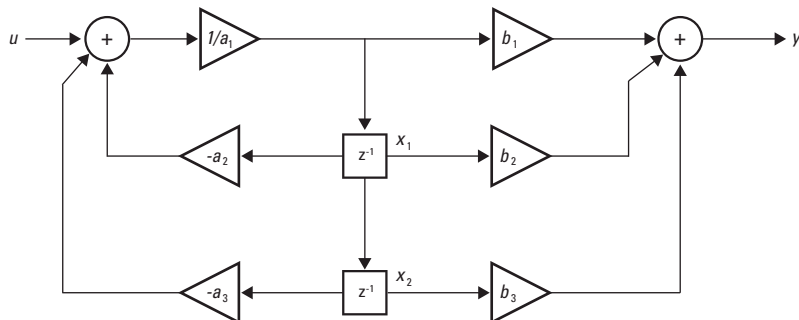 u + 1/a₁ b₁ + y
-a₂ z⁻¹ x₁ b₂
-a₃ z⁻¹ x₂ b₃